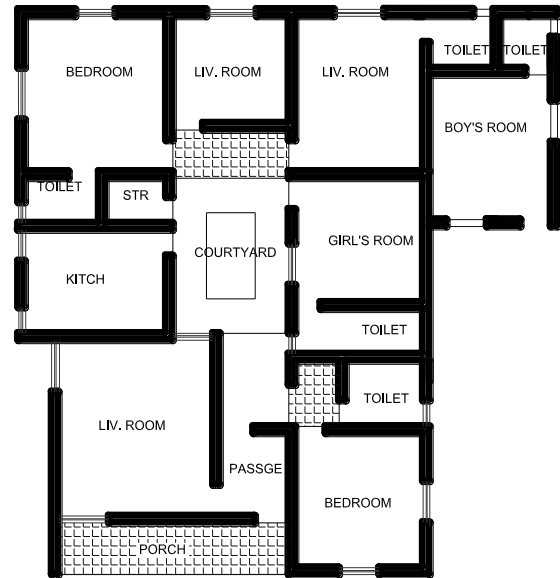 TOILET
TOILET
BEDROOM
LIV. ROOM
LIV. ROOM
BOY'S ROOM
TOILET
STR
COURTYARD
GIRL'S ROOM
KITCH
TOILET
TOILET
LIV. ROOM
PASSGE
BEDROOM
PORCH